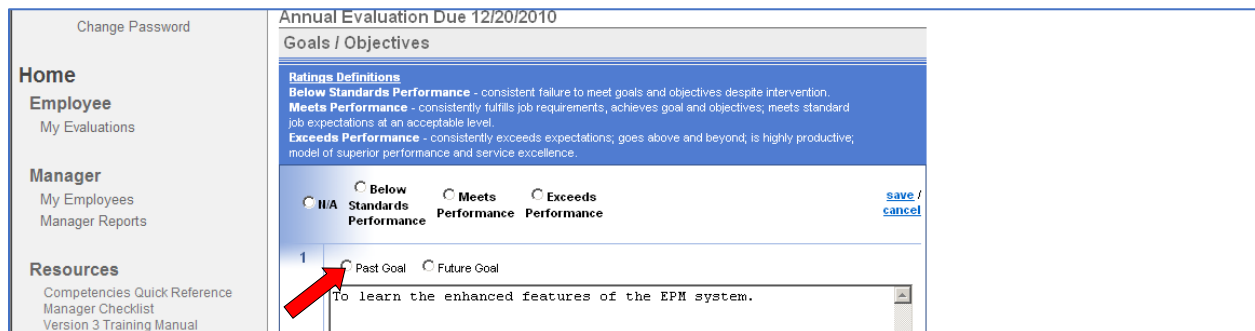 Change Password
Home
Employee
My Evaluations
Manager
My Employees
Manager Reports
Resources
Competencies Quick Reference
Manager Checklist
Version 3 Training Manual
Annual Evaluation Due 12/20/2010
Goals / Objectives
Ratings Definitions
Below Standards Performance - consistent failure to meet goals and objectives despite intervention.
Meets Performance - consistently fulfills job requirements, achieves goal and objectives; meets standard
job expectations at an acceptable level.
Exceeds Performance - consistently exceeds expectations; goes above and beyond; is highly productive;
model of superior performance and service excellence.
N/A
Below
Standards
Performance
Meets
Performance
Exceeds
Performance
save /
cancel
1
Past Goal Future Goal
To learn the enhanced features of the EPM system.